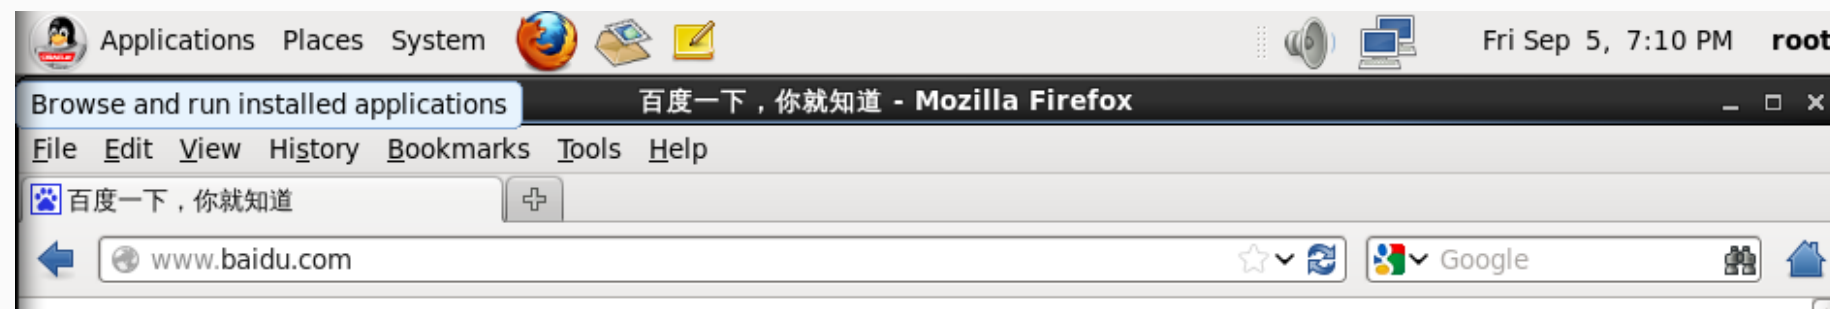 Applications Places System Fri Sep 5, 7:10 PM root
Browse and run installed applications
百度一下，你就知道 - Mozilla Firefox
File Edit View History Bookmarks Tools Help
百度一下，你就知道
www.baidu.com Google